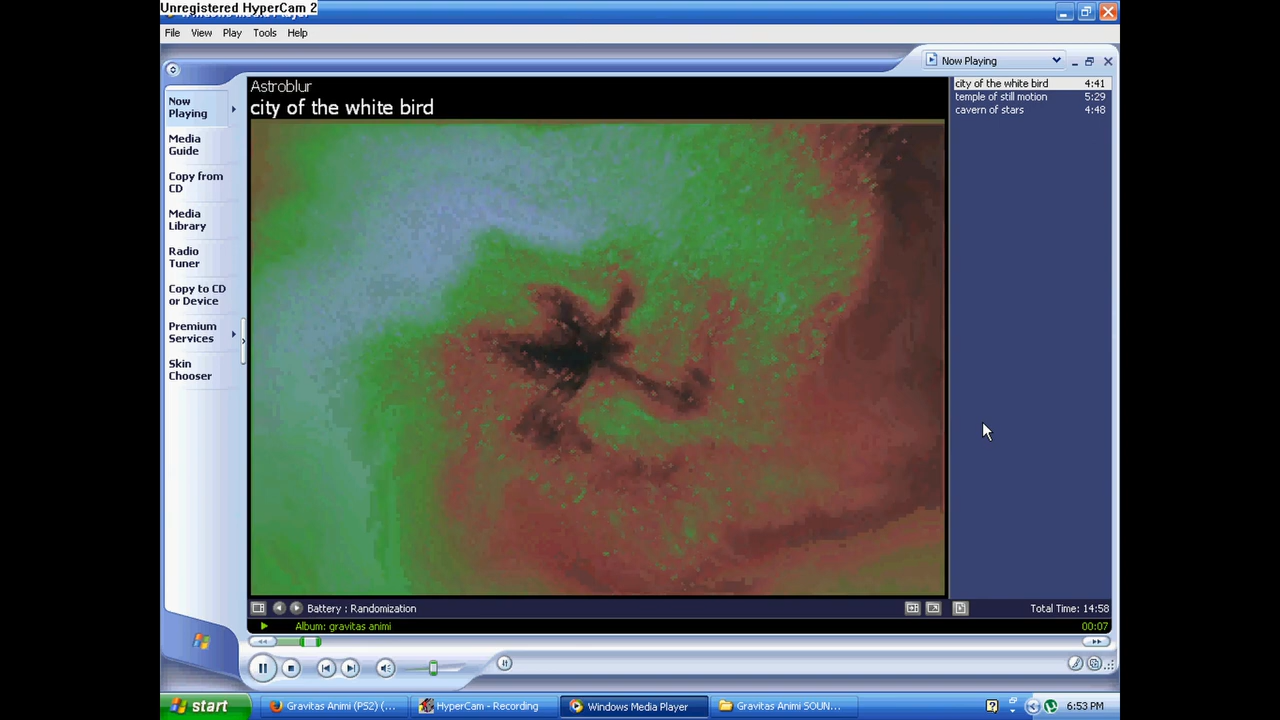 Unregistered HyperCam 2
File View Play Tools Help
Now Playing
Astroblur
city of the white bird
city of the white bird 4:41
temple of still motion 5:29
cavern of stars 4:48
Now
Playing
Media
Guide
Copy from
CD
Media
Library
Radio
Tuner
Copy to CD
or Device
Premium
Services
Skin
Chooser
Battery : Randomization
Total Time: 14:58
Album: gravitas animi
00:07
start
Gravitas Animi (PS2) (...
HyperCam - Recording
Windows Media Player
Gravitas Animi SOUN...
6:53 PM